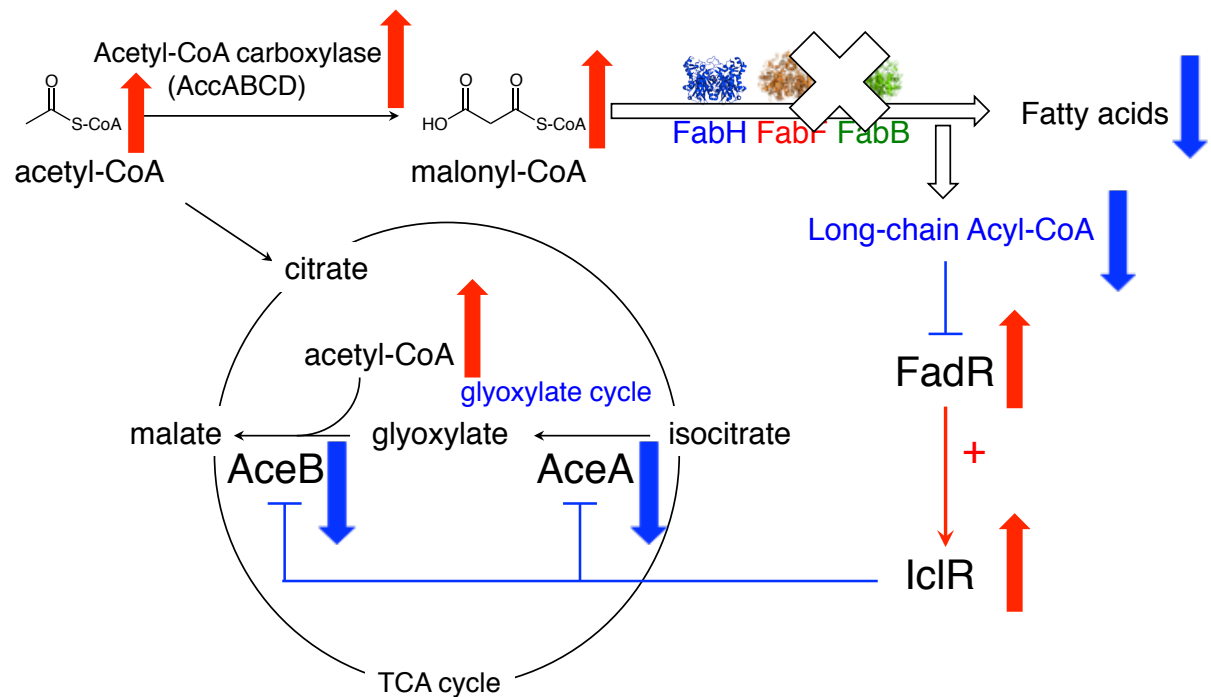 Acetyl-CoA carboxylase
(AccABCD)
O
S-CoA
acetyl-CoA
O
O
HO
S-CoA
malonyl-CoA
FabH
FabF
FabB
Fatty acids
Long-chain Acyl-CoA
citrate
acetyl-CoA
glyoxylate cycle
FadR
malate
glyoxylate
isocitrate
AceB
AceA
+
IclR
TCA cycle